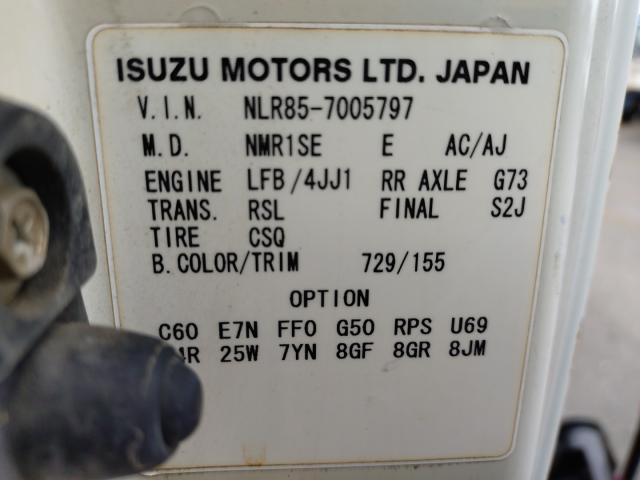 ISUZU MOTORS LTD. JAPAN
V.I.N. NLR85-7005797
M.D. NMR1SE E AC/AJ
ENGINE LFB/4JJ1 RR AXLE G73
TRANS. RSL FINAL S2J
TIRE CSQ
B.COLOR/TRIM 729/155
OPTION
C60 E7N FF0 G50 RPS U69
25W 7YN 8GF 8GR 8JM